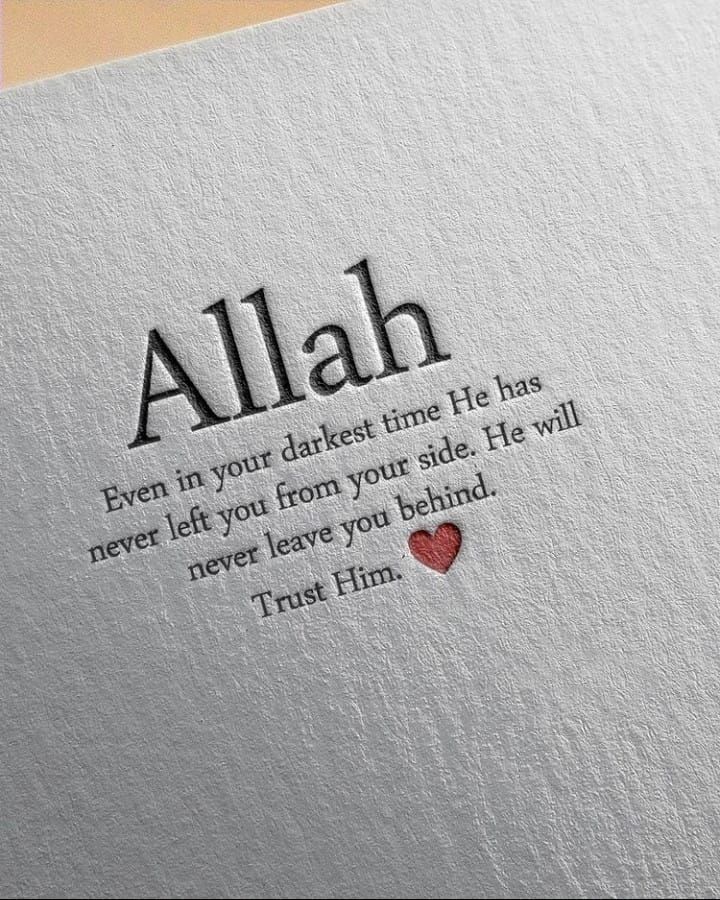 Allah
Even in your darkest time He has
never left you from your side. He will
never leave you behind.
Trust Him. ❤